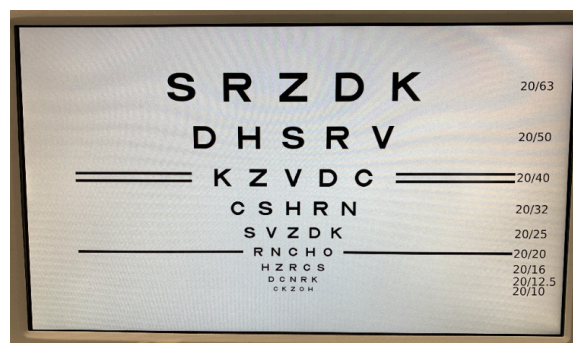 S R Z D K 20/63
D H S R V 20/50
K Z V D C 20/40
C S H R N 20/32
S V Z D K 20/25
R N C H O 20/20
H Z R C S 20/16
D C N R K 20/12.5
C K Z O H 20/10